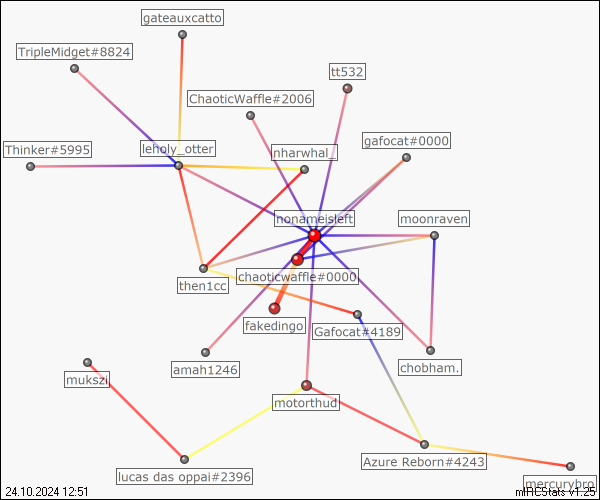 gateauxcatto
TripleMidget#8824
tt532
ChaoticWaffle#2006
gafocat#0000
Thinker#5995
leholy_otter
nharwhal_
nonameisleft
moonraven
then1cc
chaoticwaffle#0000
fakedingo
Gafocat#4189
amah1246
chobham.
mukszi
motorthud
lucas das oppai#2396
Azure Reborn#4243
mercurybro
24.10.2024 12:51
mIRCStats v1.25